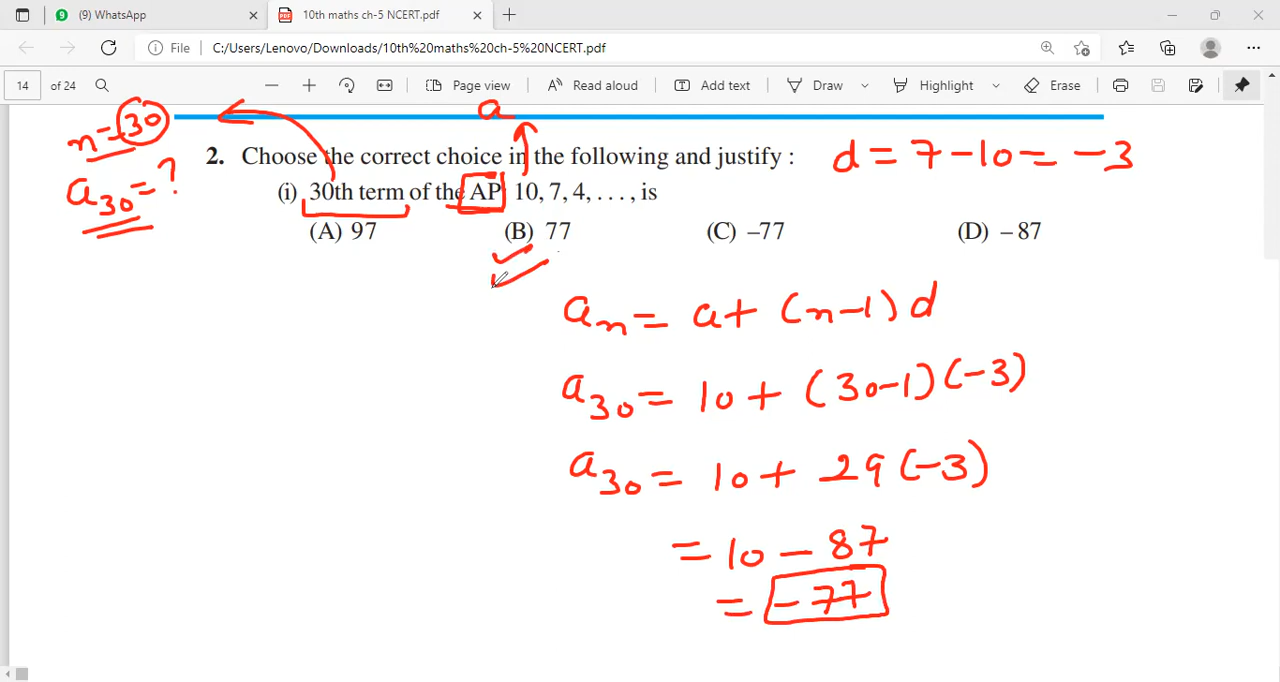 (9) WhatsApp
10th maths ch-5 NCERT.pdf
File
C:/Users/Lenovo/Downloads/10th%20maths%20ch-5%20NCERT.pdf
14 of 24
Page view
Read aloud
Add text
Draw
Highlight
Erase
n = 30
a
2. Choose the correct choice in the following and justify :
d = 7 - 10 = -3
a30 = ?
(i) 30th term of the AP: 10, 7, 4, . . . , is
(A) 97 (B) 77 (C) –77 (D) – 87
an = a + (n-1) d
a30 = 10 + (30-1) (-3)
a30 = 10 + 29 (-3)
= 10 - 87
= -77